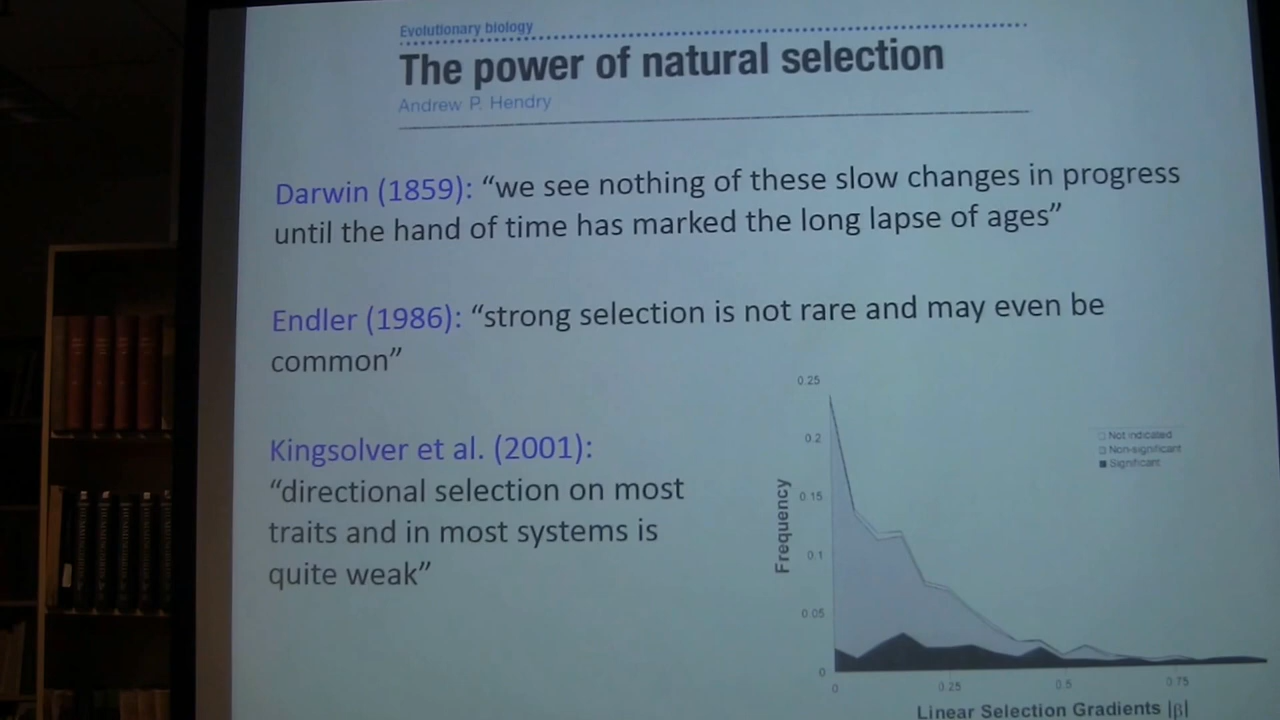 Evolutionary biology
The power of natural selection
Andrew P. Hendry
Darwin (1859): “we see nothing of these slow changes in progress
until the hand of time has marked the long lapse of ages”
Endler (1986): “strong selection is not rare and may even be
common”
Kingsolver et al. (2001):
“directional selection on most
traits and in most systems is
quite weak”
0.25
0.2
0.15
0.1
0.05
0
Frequency
Not indicated
Non-significant
Significant
0
0.25
0.5
0.75
Linear Selection Gradients |β|